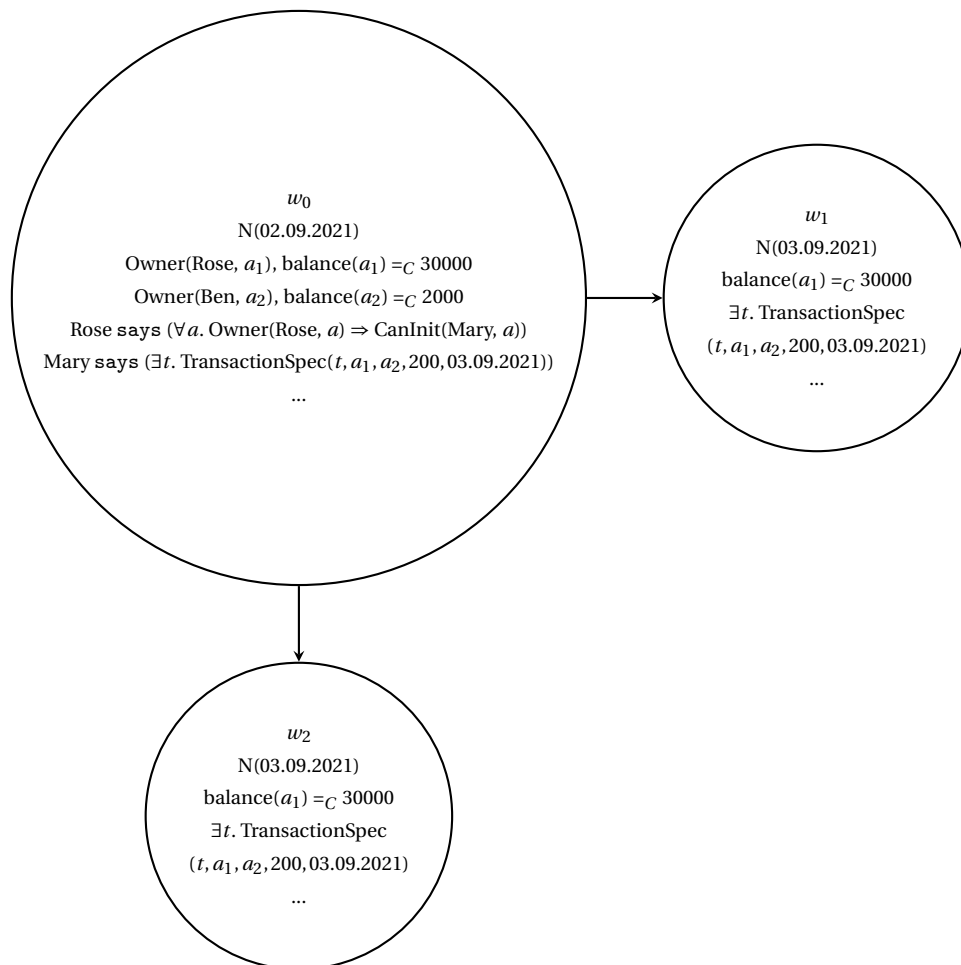 w₀
N(02.09.2021)
Owner(Rose, a₁), balance(a₁) =C 30000
Owner(Ben, a₂), balance(a₂) =C 2000
Rose says (∀a. Owner(Rose, a) ⇒ CanInit(Mary, a))
Mary says (∃t. TransactionSpec(t, a₁, a₂, 200, 03.09.2021))
...
w₁
N(03.09.2021)
balance(a₁) =C 30000
∃t. TransactionSpec
(t, a₁, a₂, 200, 03.09.2021)
...
w₂
N(03.09.2021)
balance(a₁) =C 30000
∃t. TransactionSpec
(t, a₁, a₂, 200, 03.09.2021)
...